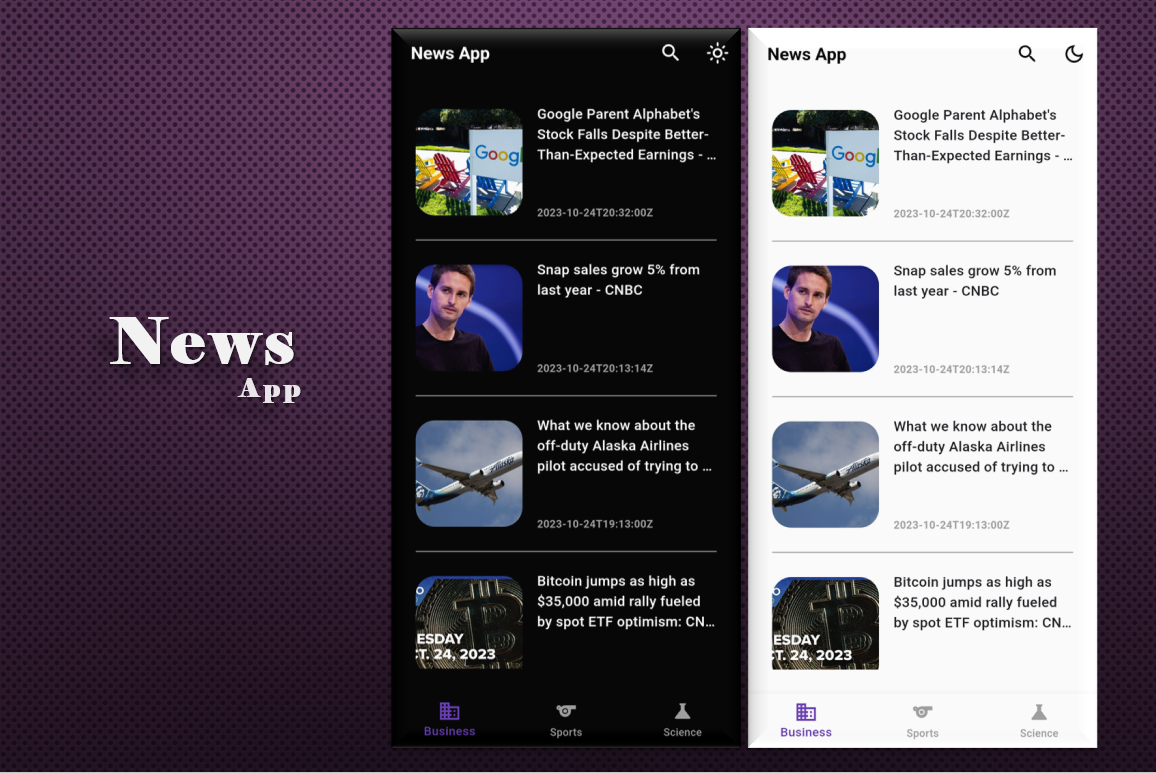 News
App
News App
Googl
Google Parent Alphabet's
Stock Falls Despite Better-
Than-Expected Earnings - ...
2023-10-24T20:32:00Z
Snap sales grow 5% from
last year - CNBC
2023-10-24T20:13:14Z
Alaska
What we know about the
off-duty Alaska Airlines
pilot accused of trying to ...
2023-10-24T19:13:00Z
O
ESDAY
CT. 24, 2023
Bitcoin jumps as high as
$35,000 amid rally fueled
by spot ETF optimism: CN...
Business
Sports
Science
News App
Googl
Google Parent Alphabet's
Stock Falls Despite Better-
Than-Expected Earnings - ...
2023-10-24T20:32:00Z
Snap sales grow 5% from
last year - CNBC
2023-10-24T20:13:14Z
Alaska
What we know about the
off-duty Alaska Airlines
pilot accused of trying to ...
2023-10-24T19:13:00Z
O
ESDAY
CT. 24, 2023
Bitcoin jumps as high as
$35,000 amid rally fueled
by spot ETF optimism: CN...
Business
Sports
Science